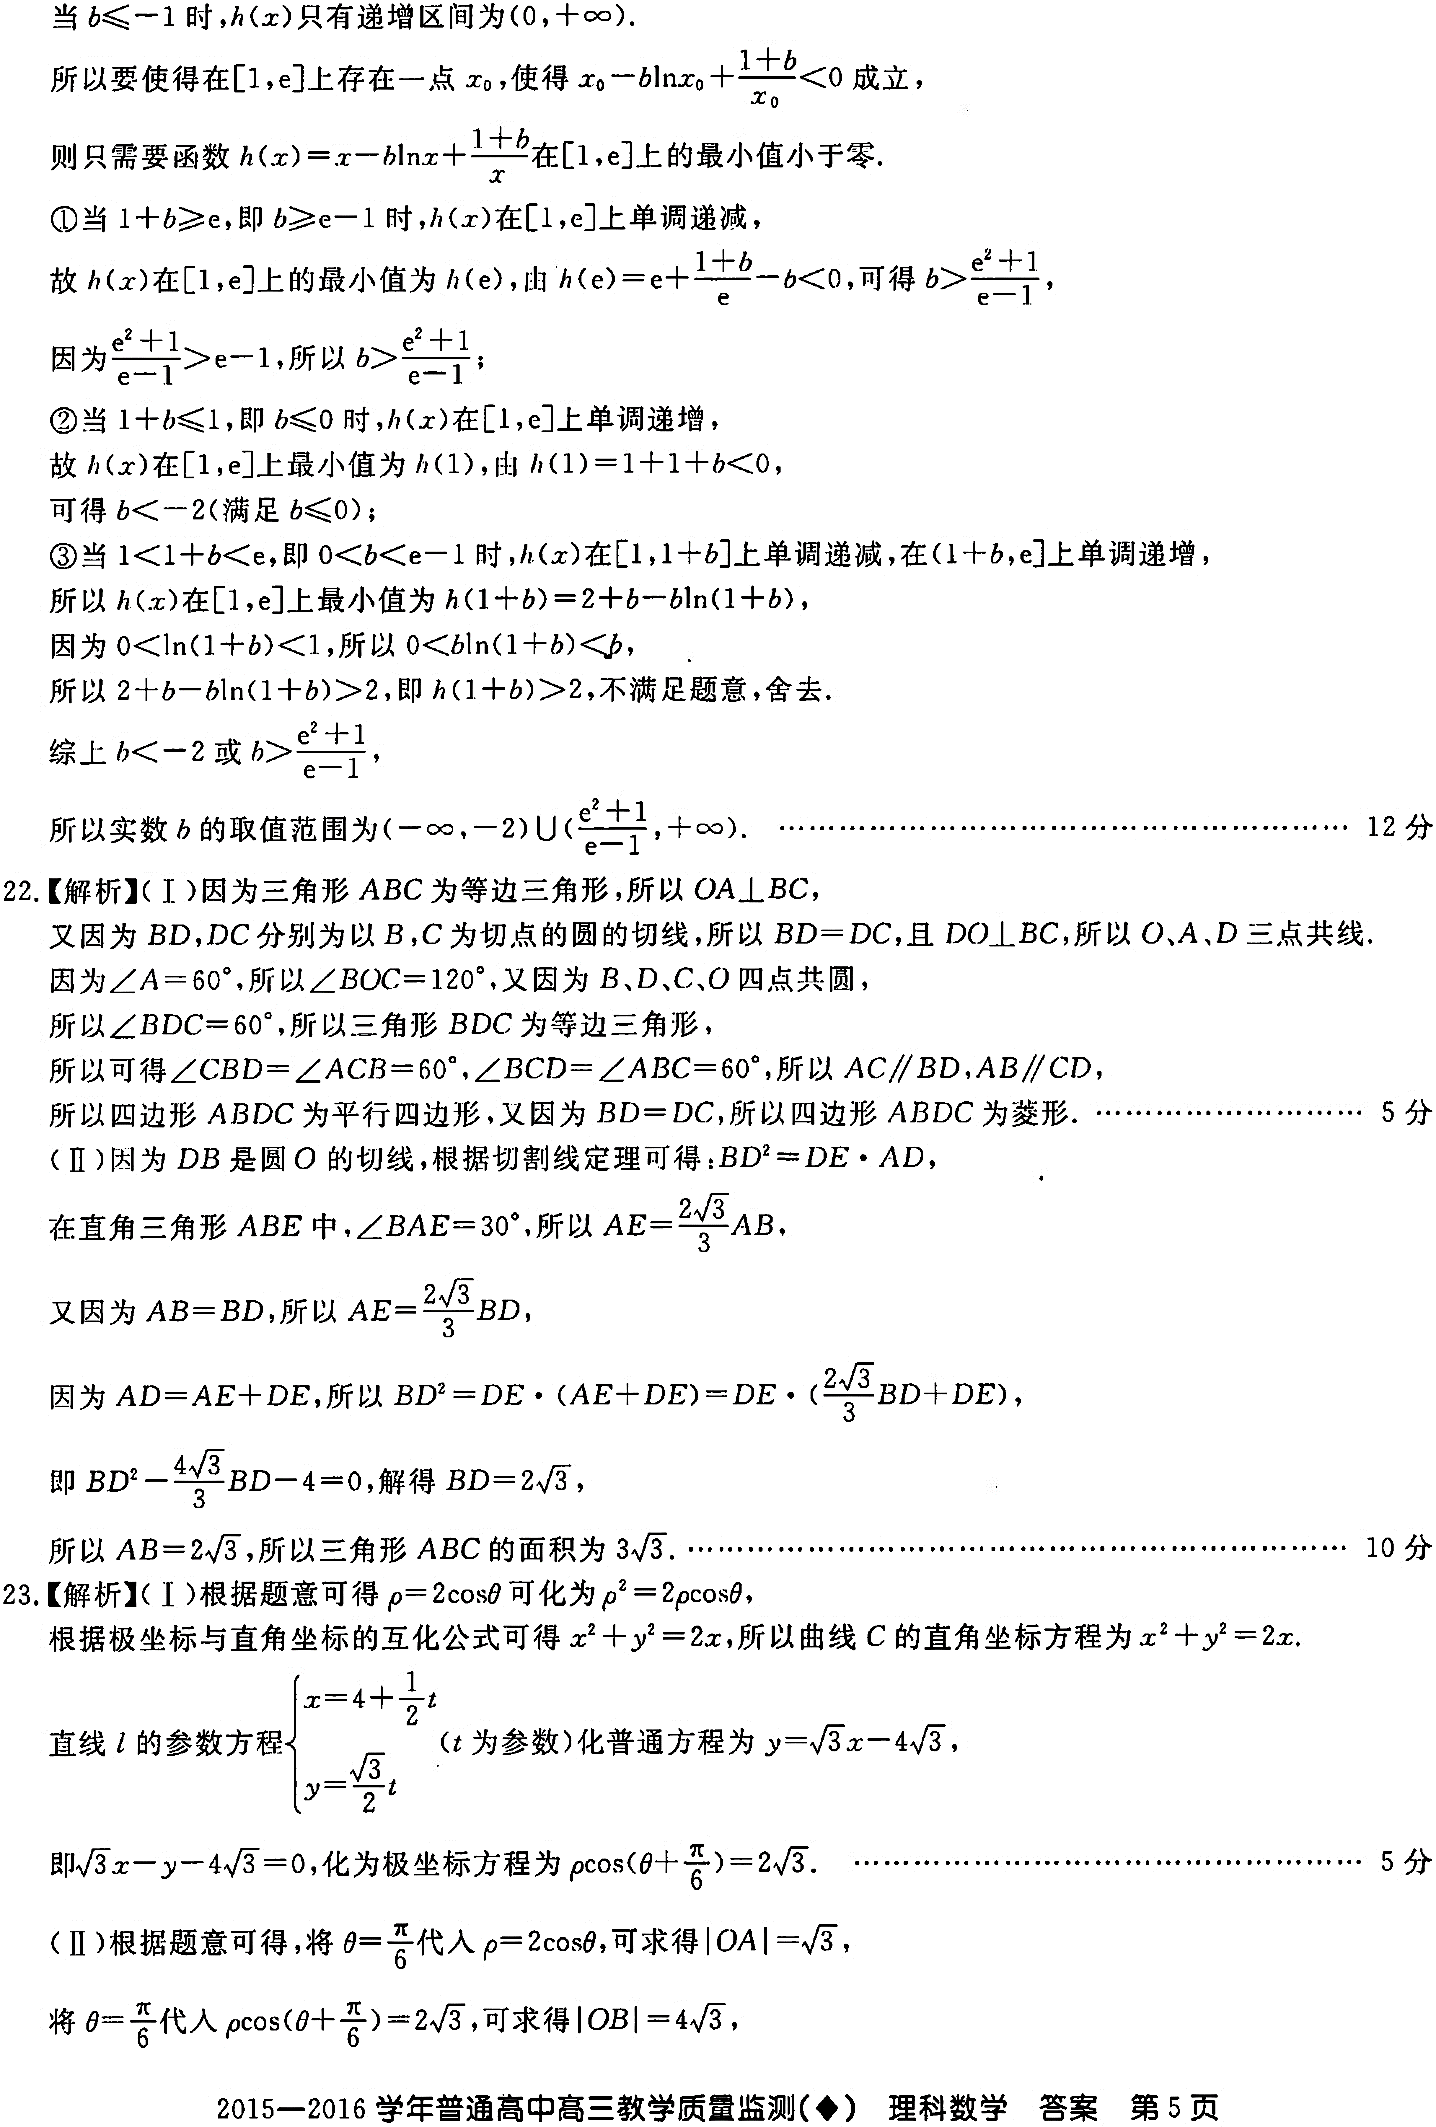 当 b≤-1 时,h(x)只有递增区间为(0,+∞).
所以要使得在[1,e]上存在一点 x₀,使得 x₀-blnx₀+(1+b)/x₀<0 成立,
则只需要函数 h(x)=x-blnx+(1+b)/x在[1,e]上的最小值小于零.
①当 1+b≥e,即 b≥e-1 时,h(x)在[1,e]上单调递减,
故 h(x)在[1,e]上的最小值为 h(e),由 h(e)=e+(1+b)/e-b<0,可得 b>(e²+1)/(e-1),
因为(e²+1)/(e-1)>e-1,所以 b>(e²+1)/(e-1);
②当 1+b≤1,即 b≤0 时,h(x)在[1,e]上单调递增,
故 h(x)在[1,e]上最小值为 h(1),由 h(1)=1+1+b<0,
可得 b<-2(满足 b≤0);
③当 1<1+b<e,即 0<b<e-1 时,h(x)在[1,1+b]上单调递减,在(1+b,e]上单调递增,
所以 h(x)在[1,e]上最小值为 h(1+b)=2+b-bln(1+b),
因为 0<ln(1+b)<1,所以 0<bln(1+b)<b,
所以 2+b-bln(1+b)>2,即 h(1+b)>2,不满足题意,舍去.
综上 b<-2 或 b>(e²+1)/(e-1),
所以实数 b 的取值范围为(-∞,-2)∪((e²+1)/(e-1),+∞). …………………………………………… 12 分
22.【解析】(Ⅰ)因为三角形 ABC 为等边三角形,所以 OA⊥BC,
又因为 BD,DC 分别为以 B,C 为切点的圆的切线,所以 BD=DC,且 DO⊥BC,所以 O、A、D 三点共线.
因为∠A=60°,所以∠BOC=120°,又因为 B、D、C、O 四点共圆,
所以∠BDC=60°,所以三角形 BDC 为等边三角形,
所以可得∠CBD=∠ACB=60°,∠BCD=∠ABC=60°,所以 AC∥BD,AB∥CD,
所以四边形 ABDC 为平行四边形,又因为 BD=DC,所以四边形 ABDC 为菱形. …………………… 5 分
(Ⅱ)因为 DB 是圆 O 的切线,根据切割线定理可得:BD²=DE·AD,
在直角三角形 ABE 中,∠BAE=30°,所以 AE=2√3/3 AB,
又因为 AB=BD,所以 AE=2√3/3 BD,
因为 AD=AE+DE,所以 BD²=DE·(AE+DE)=DE·(2√3/3 BD+DE),
即 BD²-4√3/3 BD-4=0,解得 BD=2√3,
所以 AB=2√3,所以三角形 ABC 的面积为 3√3. …………………………………………………… 10 分
23.【解析】(Ⅰ)根据题意可得 ρ=2cosθ 可化为 ρ²=2ρcosθ,
根据极坐标与直角坐标的互化公式可得 x²+y²=2x,所以曲线 C 的直角坐标方程为 x²+y²=2x.
直线 l 的参数方程{x=4+1/2 t, y=√3/2 t (t 为参数)化普通方程为 y=√3x-4√3,
即√3x-y-4√3=0,化为极坐标方程为 ρcos(θ+π/6)=2√3. ……………………………………… 5 分
(Ⅱ)根据题意可得,将 θ=π/6代入 ρ=2cosθ,可求得|OA|=√3,
将 θ=π/6代入 ρcos(θ+π/6)=2√3,可求得|OB|=4√3,
2015—2016 学年普通高中高三教学质量监测(◆) 理科数学 答案 第 5 页